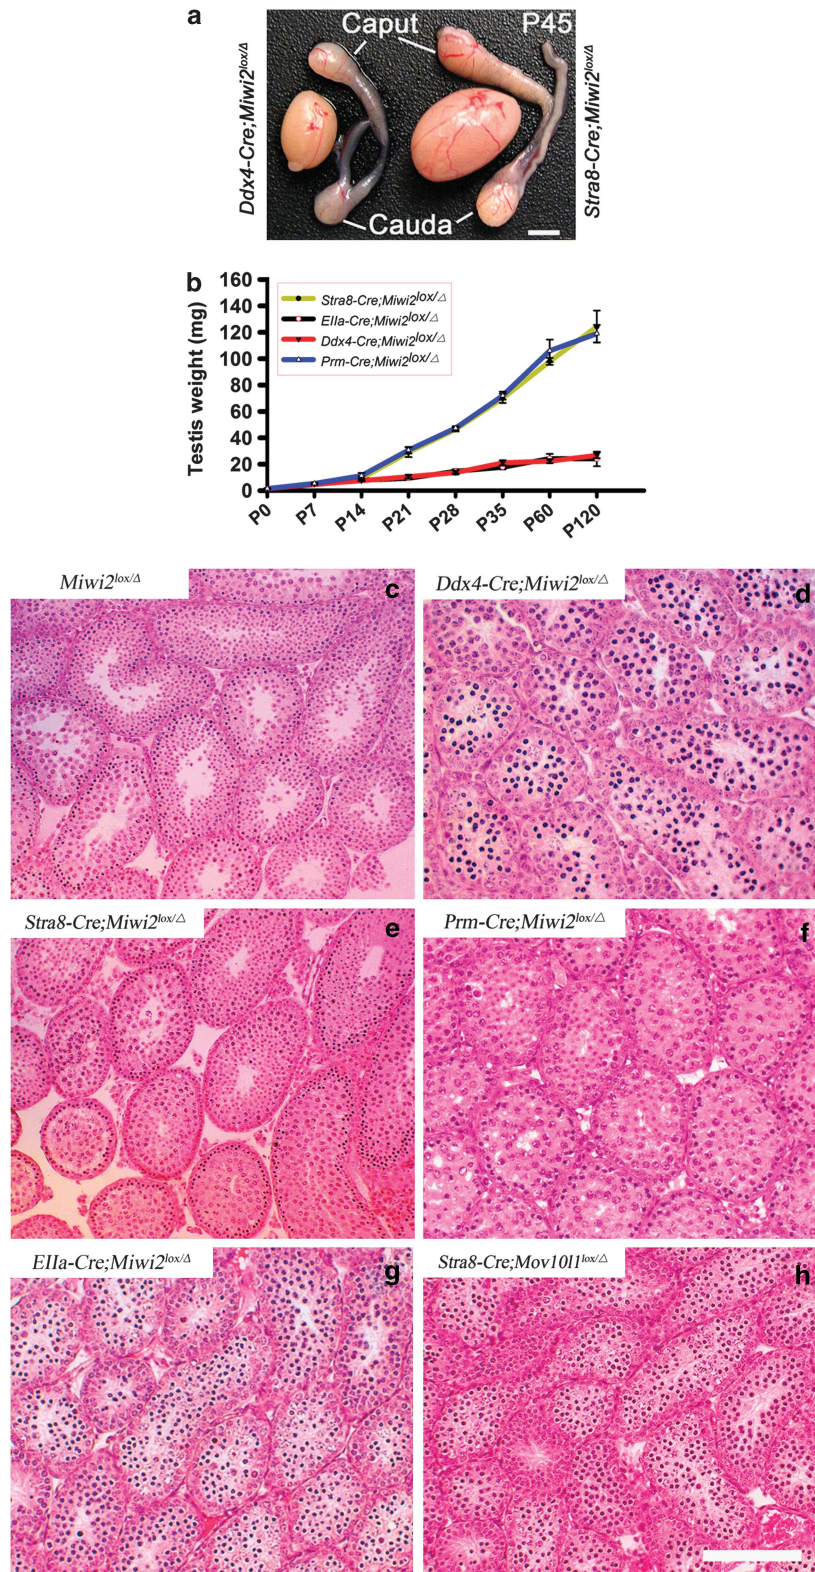 a
Caput
P45
Ddx4-Cre;Miwi2lox/Δ
Stra8-Cre;Miwi2lox/Δ
Cauda
b
Testis weight (mg)
160
140
120
100
80
60
40
20
0
Stra8-Cre;Miwi2lox/△
EIIa-Cre;Miwi2lox/△
Ddx4-Cre;Miwi2lox/△
Prm-Cre;Miwi2lox/△
P0 P7 P14 P21 P28 P35 P60 P120
Miwi2lox/Δ
c
Ddx4-Cre;Miwi2lox/△
d
Stra8-Cre;Miwi2lox/△
e
Prm-Cre;Miwi2lox/△
f
EIIa-Cre;Miwi2lox/Δ
g
Stra8-Cre;Mov10l1lox/△
h